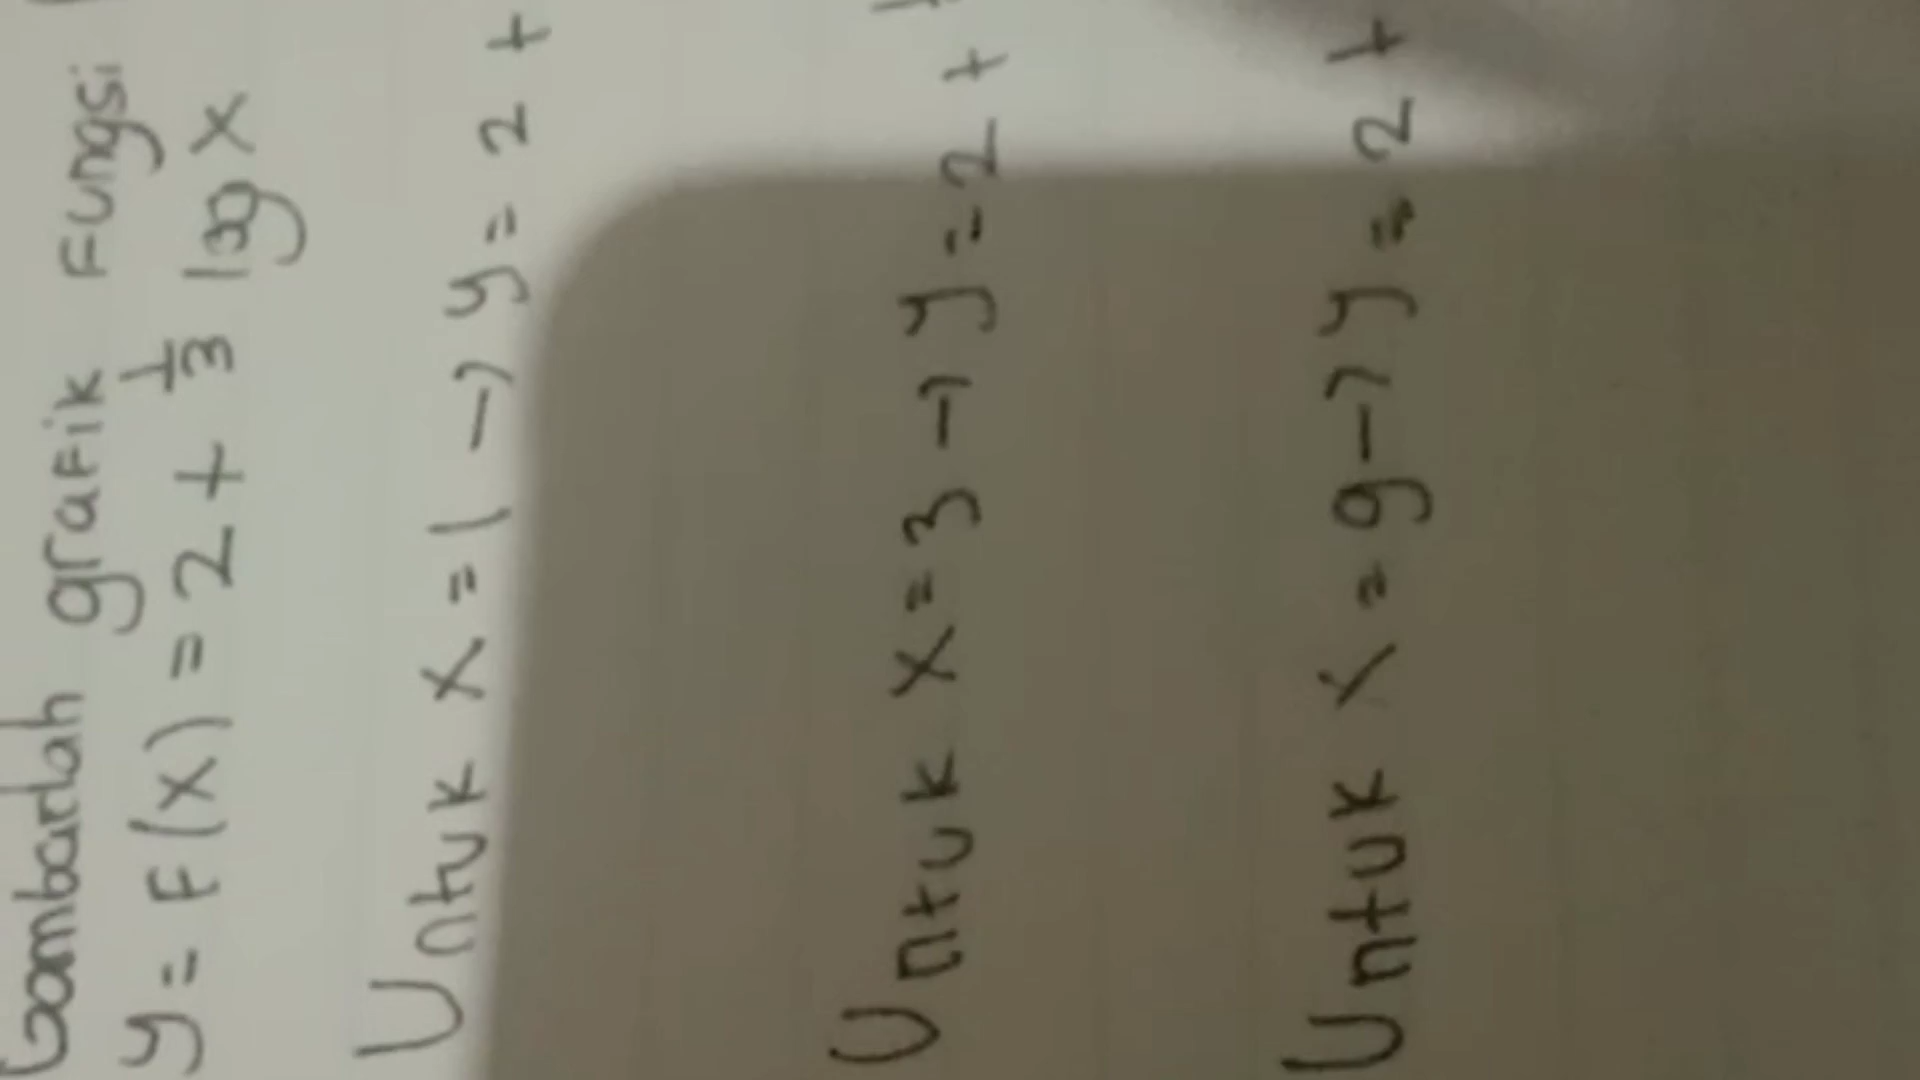 Gambarlah grafik fungsi
y = f(x) = 2 + 1/3 log x
Untuk x = 1 → y = 2 +
Untuk x = 3 → y = 2 +
Untuk x = 9 → y = 2 +